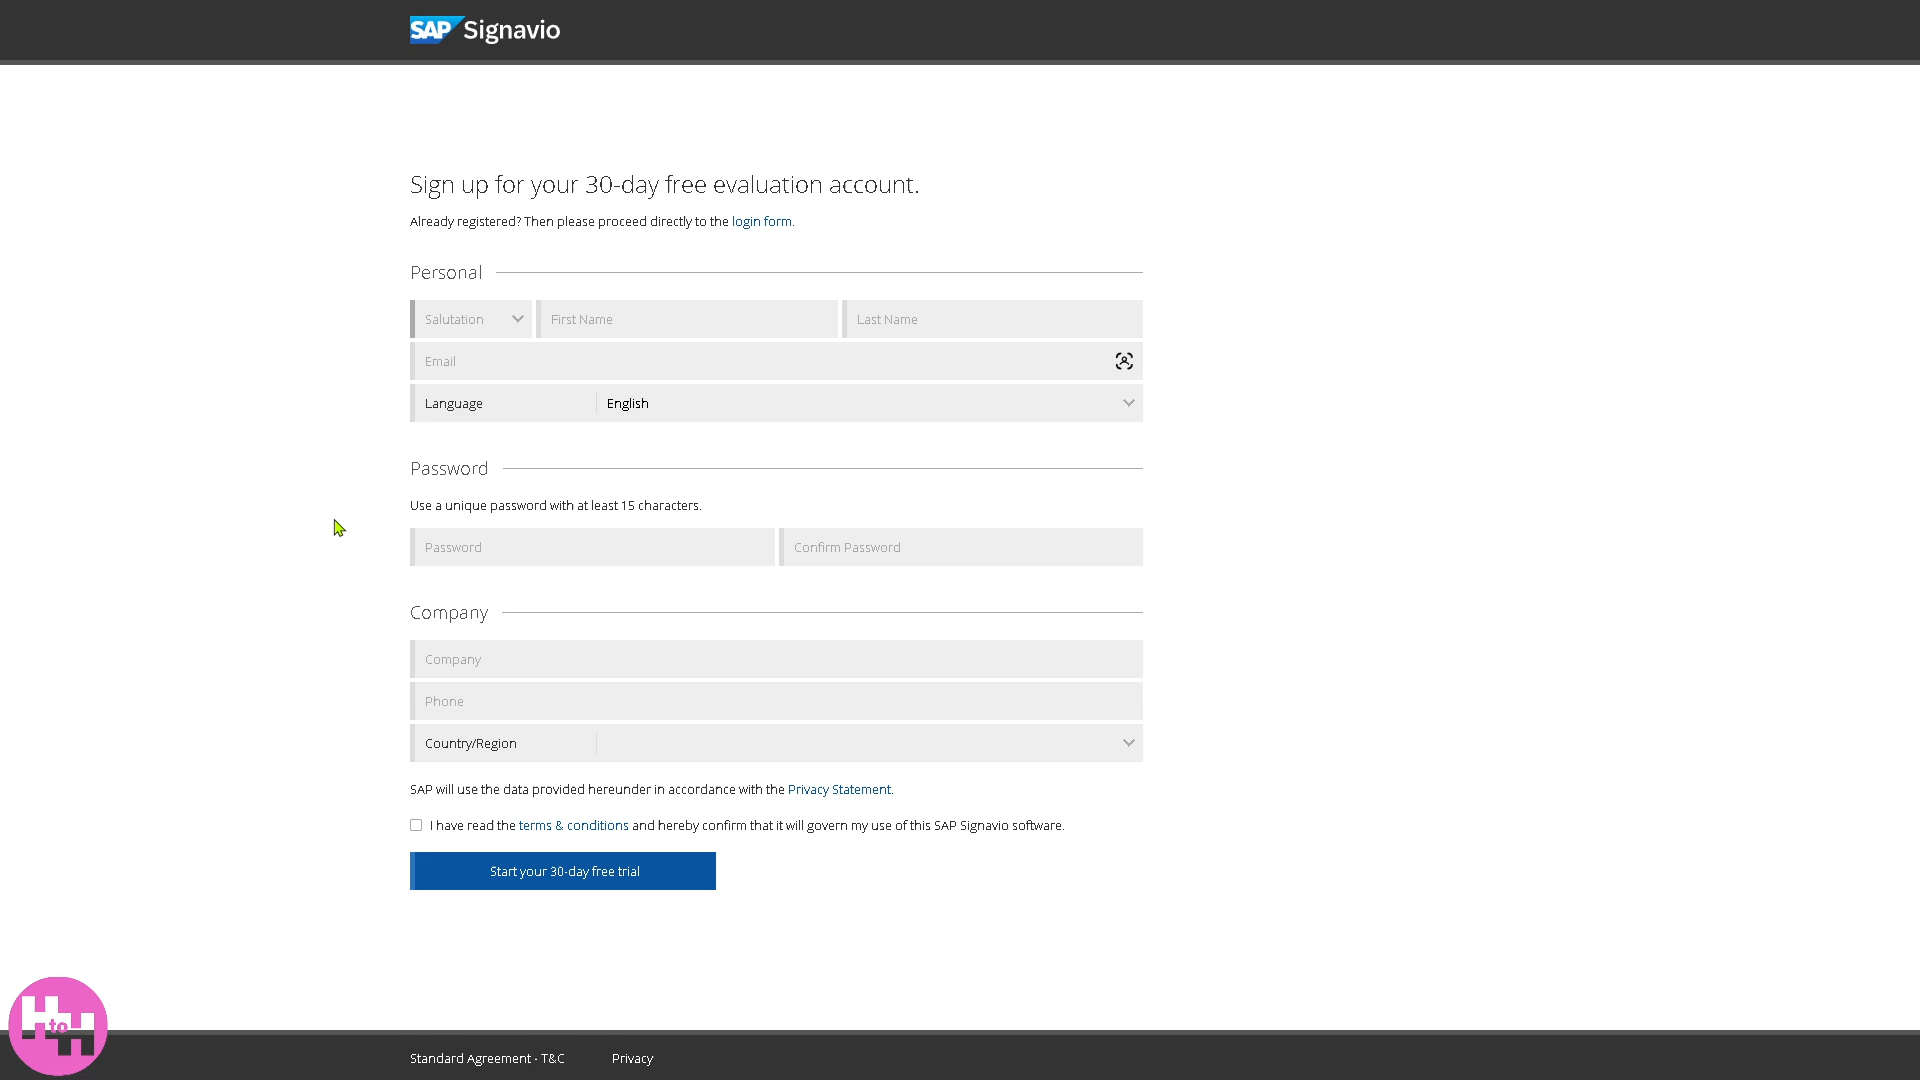 SAP Signavio
Sign up for your 30-day free evaluation account.
Already registered? Then please proceed directly to the login form.
Personal
Salutation First Name Last Name
Email
Language English
Password
Use a unique password with at least 15 characters.
Password Confirm Password
Company
Company
Phone
Country/Region
SAP will use the data provided hereunder in accordance with the Privacy Statement.
I have read the terms & conditions and hereby confirm that it will govern my use of this SAP Signavio software.
Start your 30-day free trial
H to H
Standard Agreement - T&C Privacy